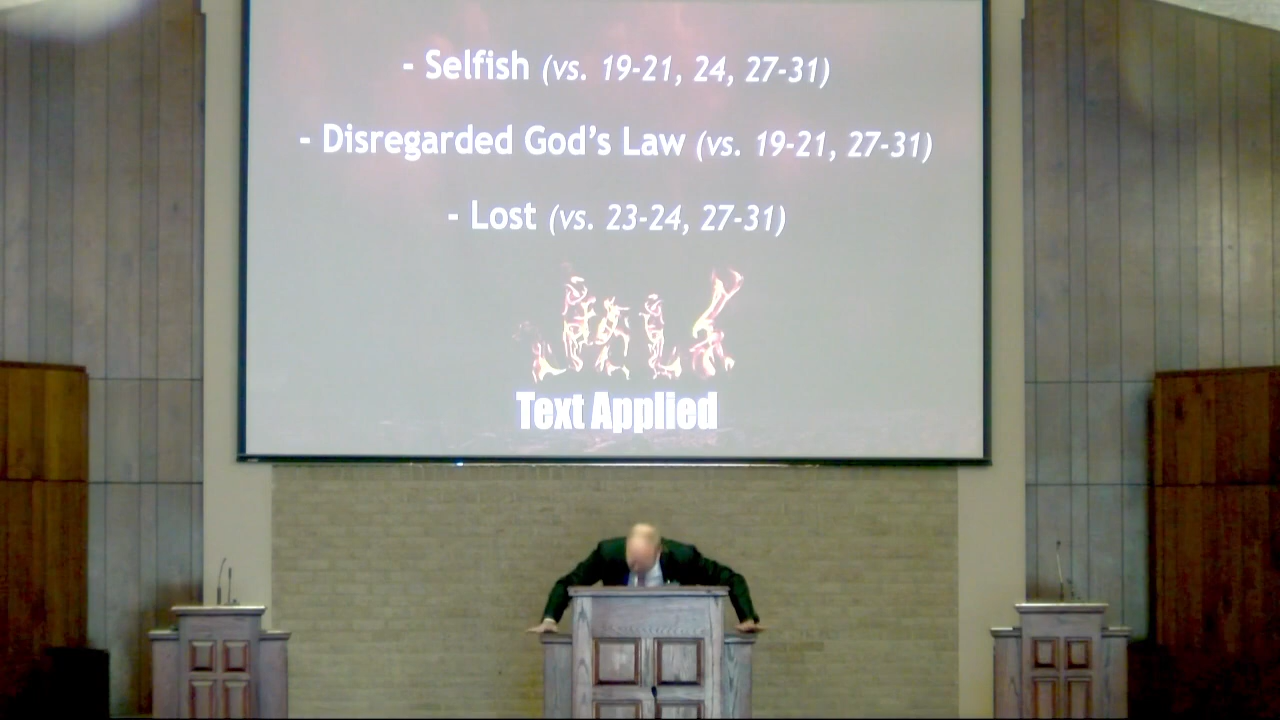 - Selfish (vs. 19-21, 24, 27-31)
- Disregarded God's Law (vs. 19-21, 27-31)
- Lost (vs. 23-24, 27-31)
Text Applied